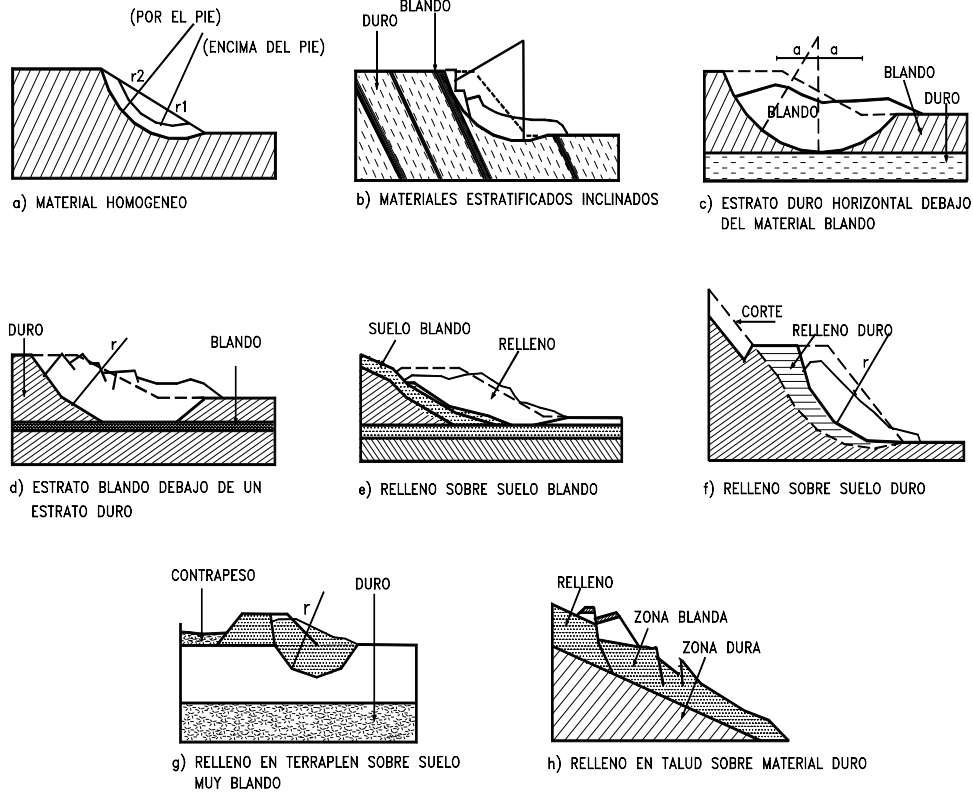 (POR EL PIE)
(ENCIMA DEL PIE)
r2
r1
a) MATERIAL HOMOGENEO
BLANDO
DURO
b) MATERIALES ESTRATIFICADOS INCLINADOS
a
a
BLANDO
DURO
BLANDO
c) ESTRATO DURO HORIZONTAL DEBAJO
DEL MATERIAL BLANDO
DURO
r
BLANDO
d) ESTRATO BLANDO DEBAJO DE UN
ESTRATO DURO
SUELO BLANDO
RELLENO
e) RELLENO SOBRE SUELO BLANDO
CORTE
RELLENO DURO
r
f) RELLENO SOBRE SUELO DURO
CONTRAPESO
DURO
r
g) RELLENO EN TERRAPLEN SOBRE SUELO
MUY BLANDO
RELLENO
ZONA BLANDA
ZONA DURA
h) RELLENO EN TALUD SOBRE MATERIAL DURO